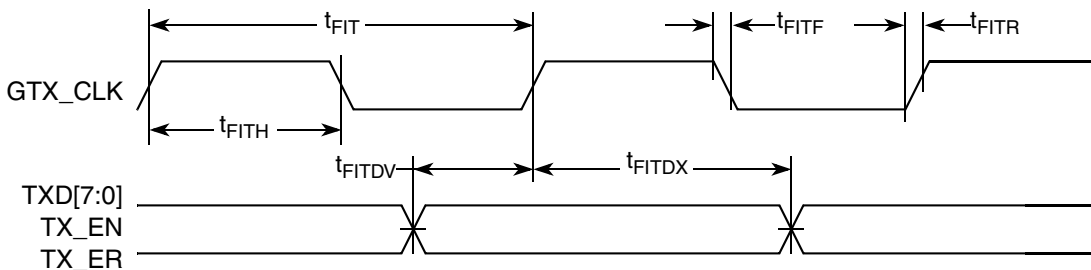 tFIT
tFITF
tFITR
GTX_CLK
tFITH
tFITDV
tFITDX
TXD[7:0]
TX_EN
TX_ER